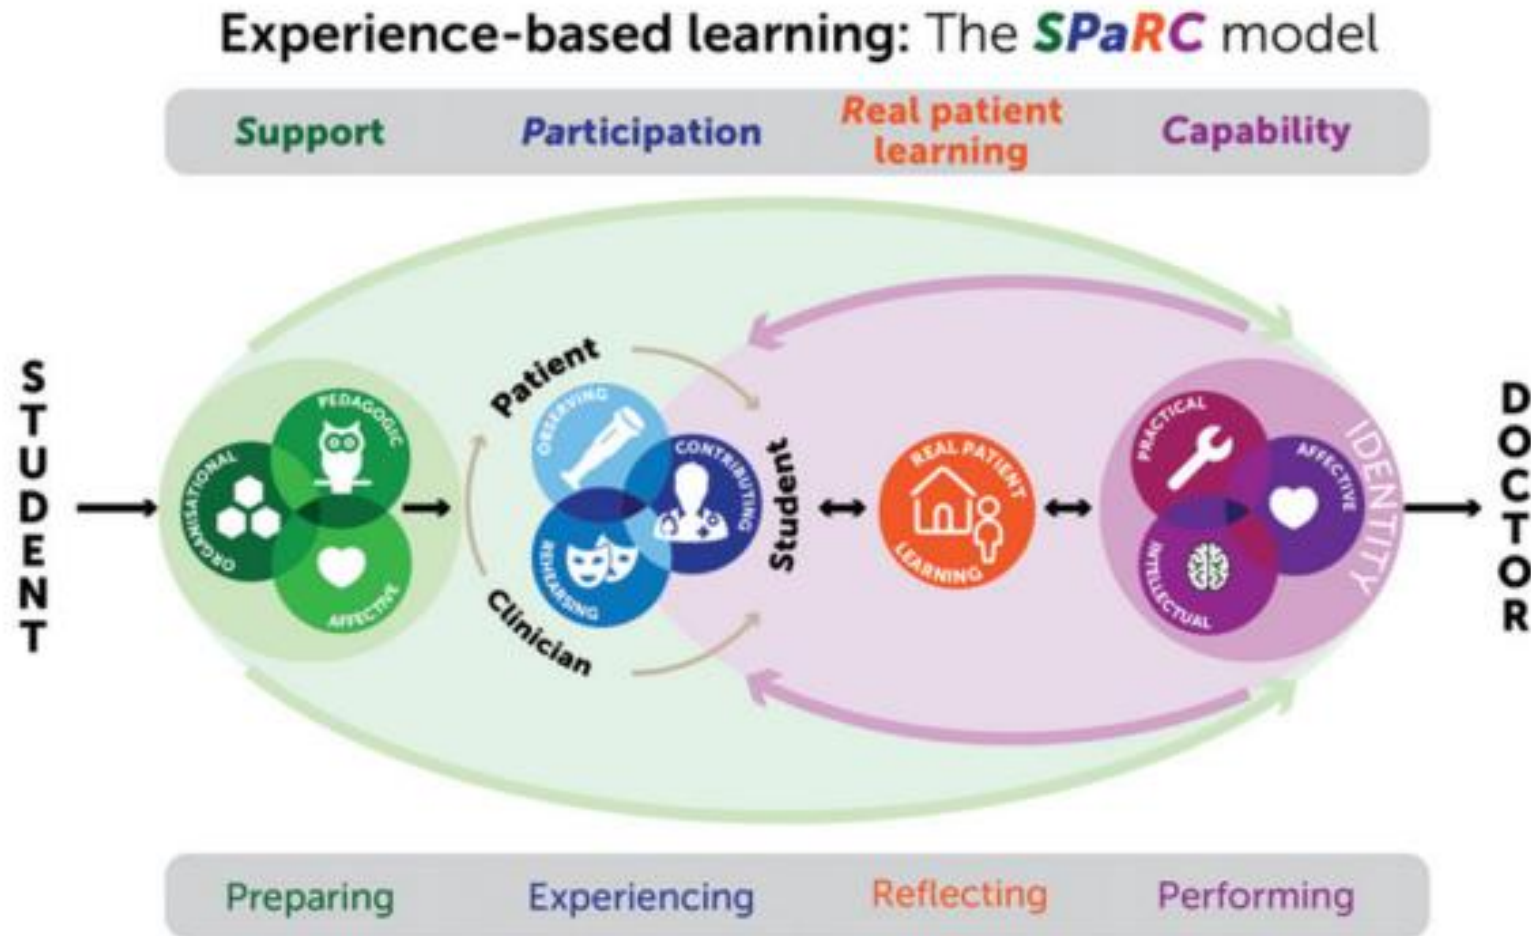 Experience-based learning: The SPaRC model
Support
Participation
Real patient
learning
Capability
STUDENT
ORGANISATIONAL
PEDAGOGIC
AFFECTIVE
Patient
Clinician
Student
OBSERVING
CONTRIBUTING
REHEARSING
REAL PATIENT
LEARNING
PRACTICAL
AFFECTIVE
INTELLECTUAL
IDENTITY
DOCTOR
Preparing
Experiencing
Reflecting
Performing